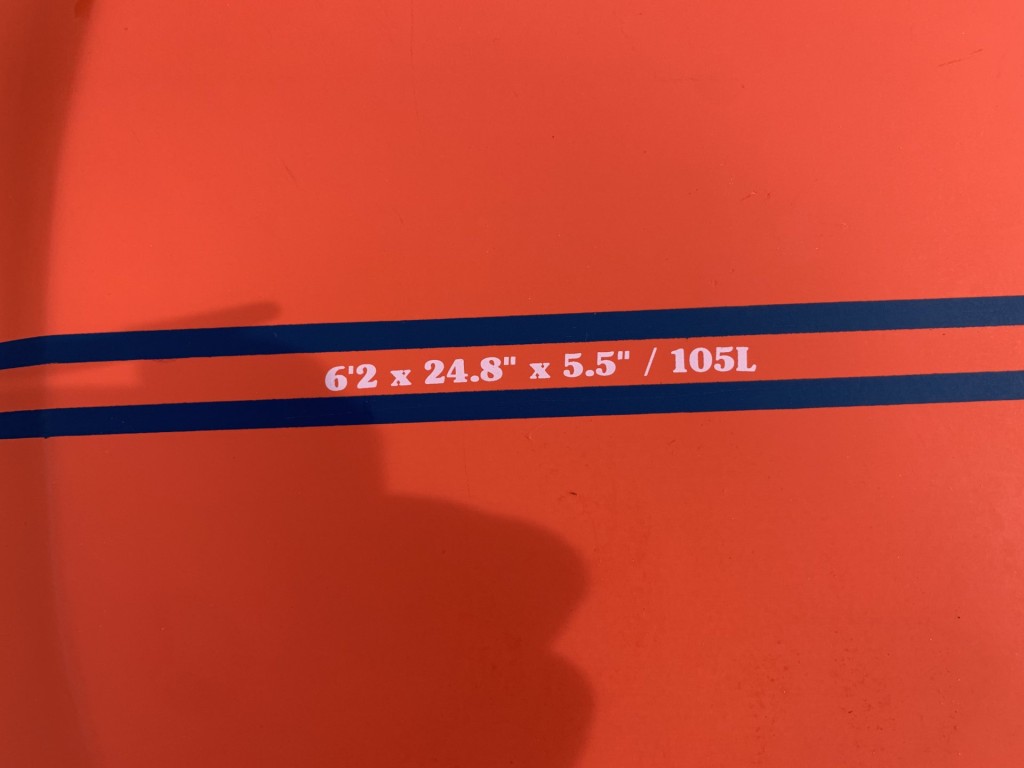 6'2 x 24.8" x 5.5" / 105L